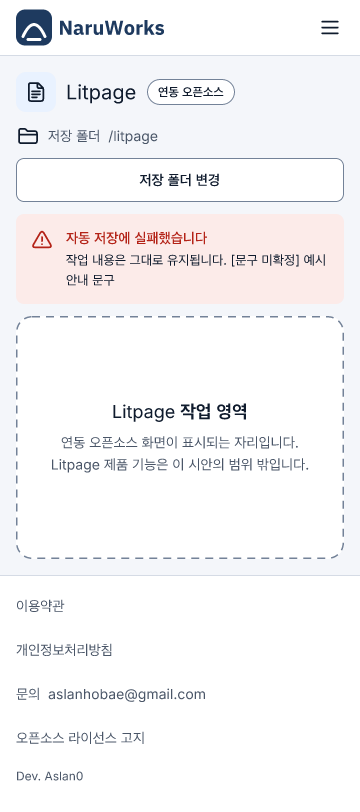 NaruWorks
Litpage 연동 오픈소스
저장 폴더 /litpage
저장 폴더 변경
자동 저장에 실패했습니다
작업 내용은 그대로 유지됩니다. [문구 미확정] 예시
안내 문구
Litpage 작업 영역
연동 오픈소스 화면이 표시되는 자리입니다.
Litpage 제품 기능은 이 시안의 범위 밖입니다.
이용약관
개인정보처리방침
문의 aslanhobae@gmail.com
오픈소스 라이선스 고지
Dev. Aslan0